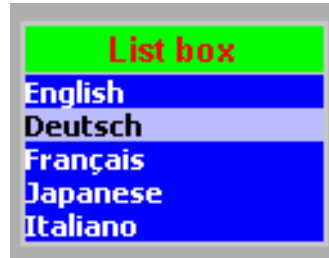 List box
English
Deutsch
Français
Japanese
Italiano